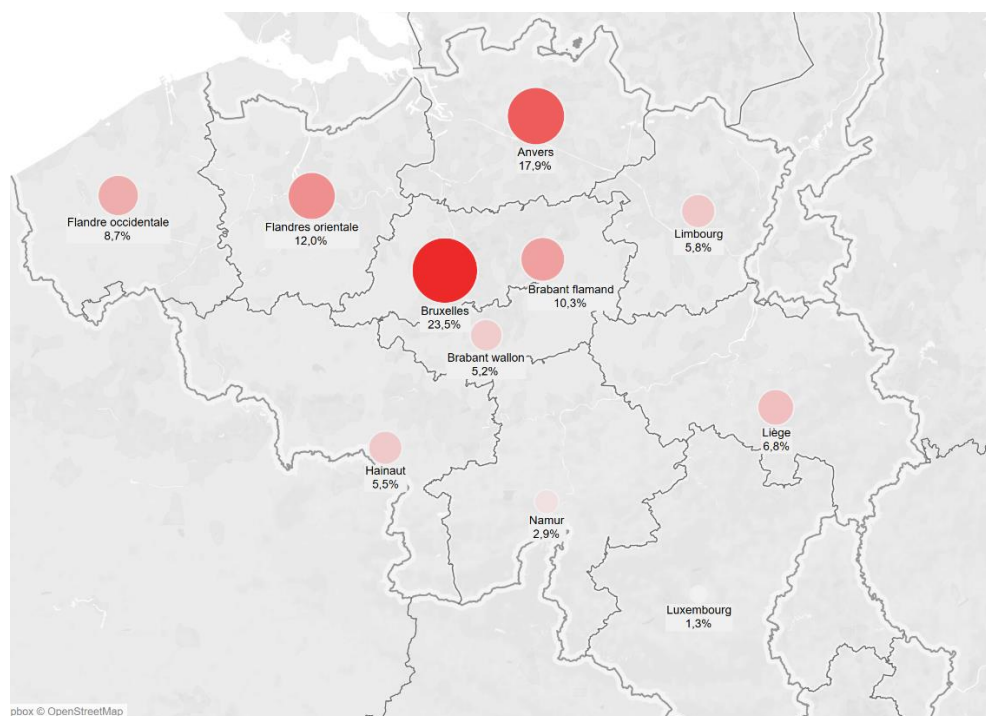 Anvers
17,9%
Flandre occidentale
8,7%
Flandres orientale
12,0%
Limbourg
5,8%
Brabant flamand
10,3%
Bruxelles
23,5%
Brabant wallon
5,2%
Liège
6,8%
Hainaut
5,5%
Namur
2,9%
Luxembourg
1,3%
pbox © OpenStreetMap